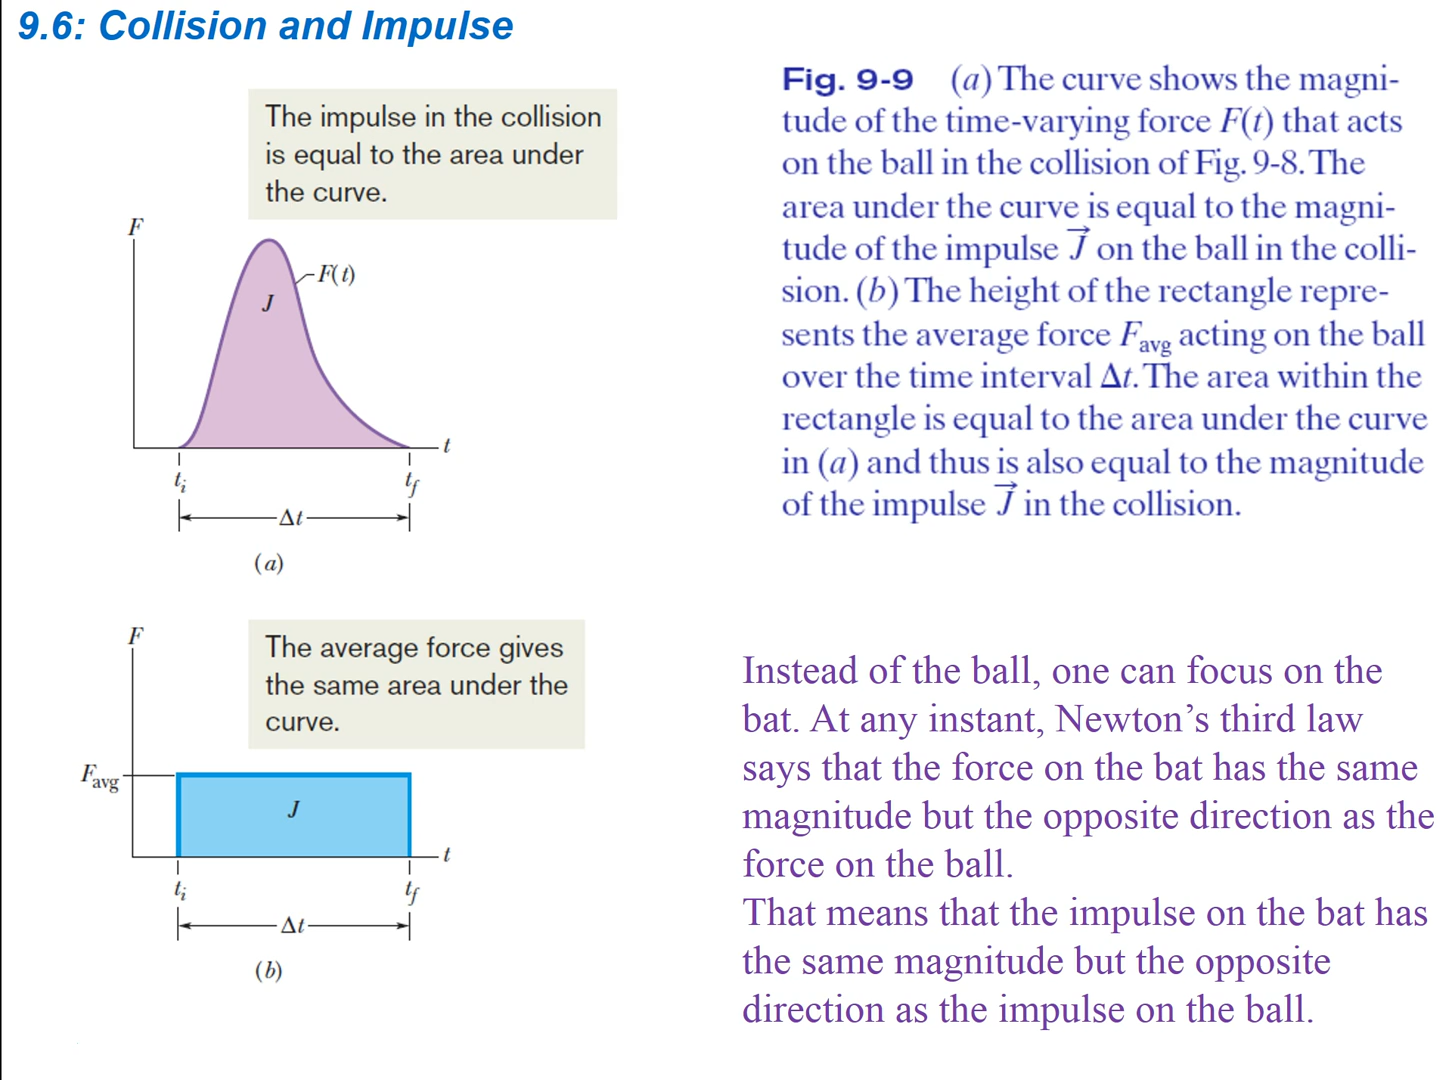 9.6: Collision and Impulse
The impulse in the collision
is equal to the area under
the curve.
F
F(t)
J
t
t_i
t_f
Δt
(a)
F
The average force gives
the same area under the
curve.
F_avg
J
t
t_i
t_f
Δt
(b)
Fig. 9-9 (a) The curve shows the magni-
tude of the time-varying force F(t) that acts
on the ball in the collision of Fig. 9-8. The
area under the curve is equal to the magni-
tude of the impulse J⃗ on the ball in the colli-
sion. (b) The height of the rectangle repre-
sents the average force F_avg acting on the ball
over the time interval Δt. The area within the
rectangle is equal to the area under the curve
in (a) and thus is also equal to the magnitude
of the impulse J⃗ in the collision.
Instead of the ball, one can focus on the
bat. At any instant, Newton’s third law
says that the force on the bat has the same
magnitude but the opposite direction as the
force on the ball.
That means that the impulse on the bat has
the same magnitude but the opposite
direction as the impulse on the ball.